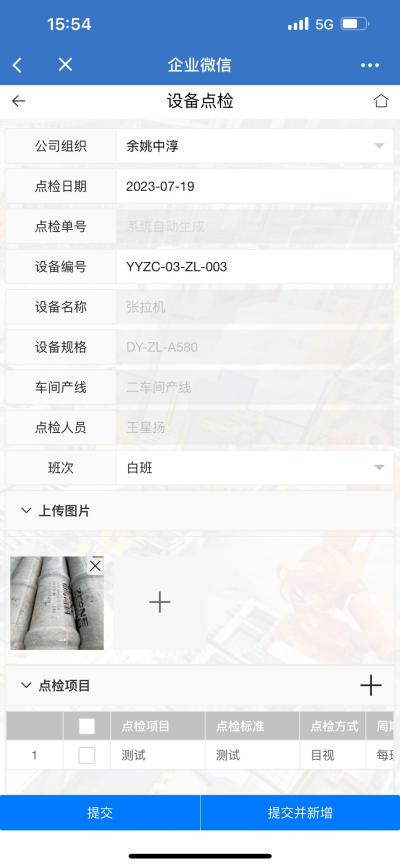 15:54
5G
企业微信
设备点检
公司组织 余姚中淳
点检日期 2023-07-19
点检单号 系统自动生成
设备编号 YYZC-03-ZL-003
设备名称 张拉机
设备规格 DY-ZL-A580
车间产线 二车间产线
点检人员 王星扬
班次 白班
上传图片
点检项目
点检项目 点检标准 点检方式
1 测试 测试 目视
提交 提交并新增